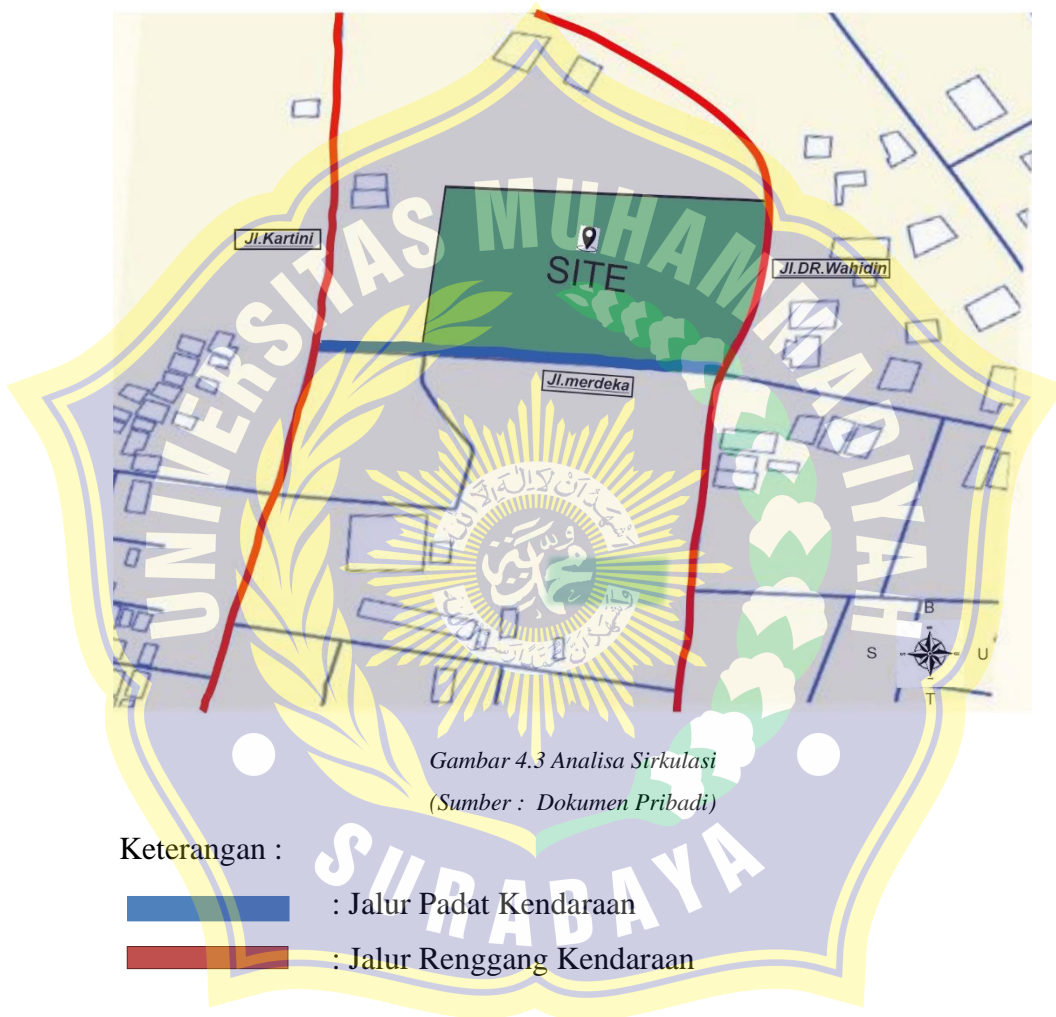 Jl.Kartini
SITE
Jl.DR.Wahidin
Jl.merdeka
B
S
U
T
Gambar 4.3 Analisa Sirkulasi
(Sumber : Dokumen Pribadi)
Keterangan :
: Jalur Padat Kendaraan
: Jalur Renggang Kendaraan
UNIVERSITAS MUHAMMADIYAH
SURABAYA